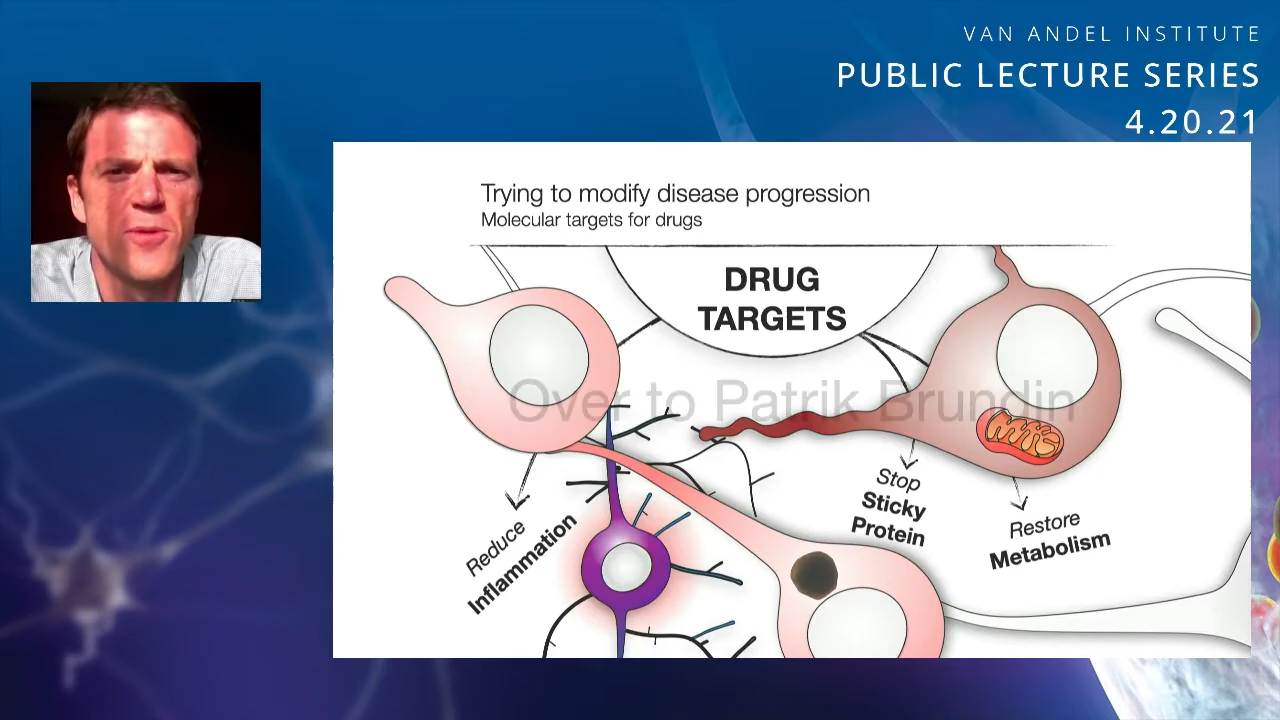 VAN ANDEL INSTITUTE
PUBLIC LECTURE SERIES
4.20.21
Trying to modify disease progression
Molecular targets for drugs
DRUG
TARGETS
Over to Patrik Brundin
Reduce
Inflammation
Stop
Sticky
Protein
Restore
Metabolism